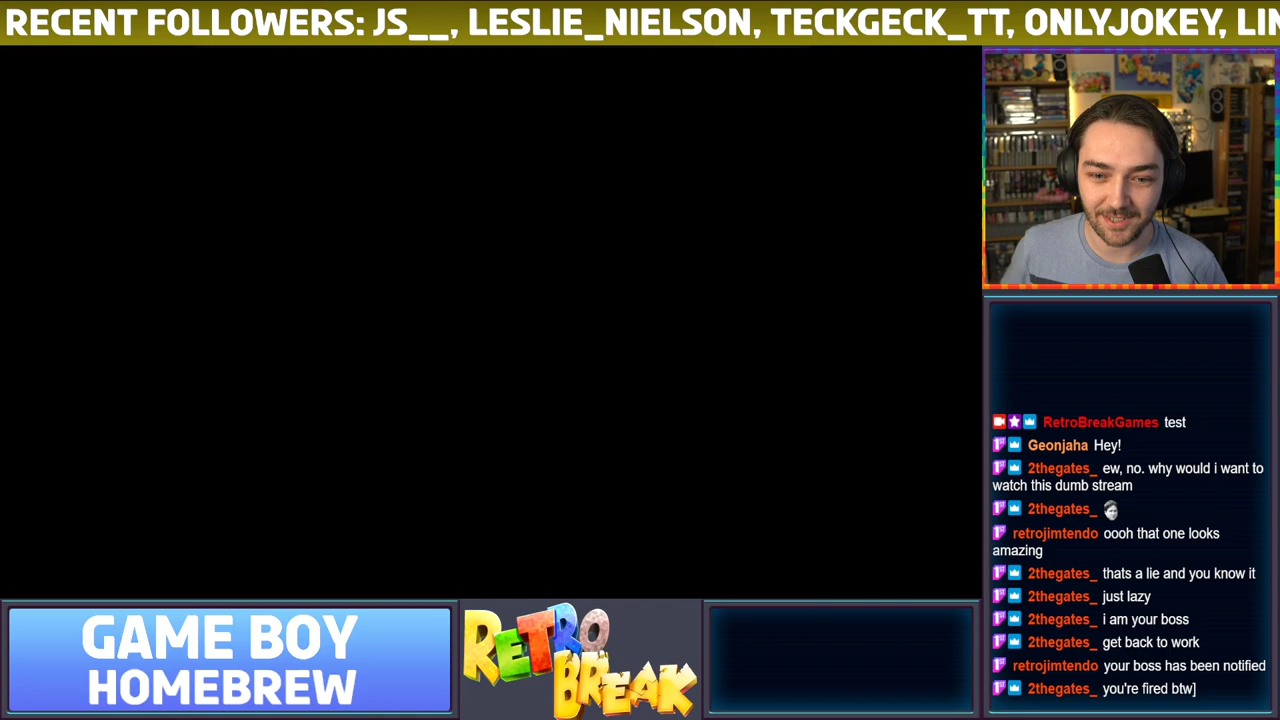 RECENT FOLLOWERS: JS__, LESLIE_NIELSON, TECKGECK_TT, ONLYJOKEY, LIN
RETRO
BREAK
RetroBreakGames test
Geonjaha Hey!
2thegates_ ew, no. why would i want to
watch this dumb stream
2thegates_
retrojimtendo oooh that one looks
amazing
2thegates_ thats a lie and you know it
2thegates_ just lazy
2thegates_ i am your boss
2thegates_ get back to work
retrojimtendo your boss has been notified
2thegates_ you're fired btw]
GAME BOY
HOMEBREW
RETRO
BREAK